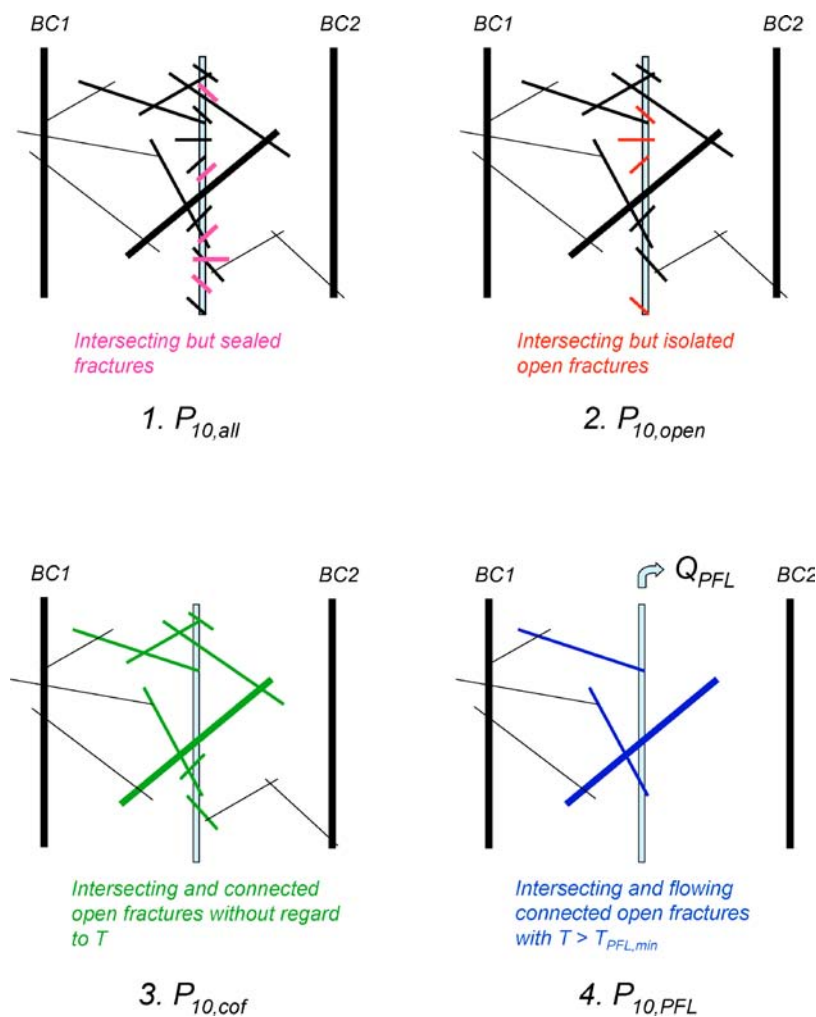 BC1
BC2
Intersecting but sealed
fractures
1. P10,all
BC1
BC2
Intersecting but isolated
open fractures
2. P10,open
BC1
BC2
Intersecting and connected
open fractures without regard
to T
3. P10,cof
BC1
QPFL
BC2
Intersecting and flowing
connected open fractures
with T > TPFL,min
4. P10,PFL